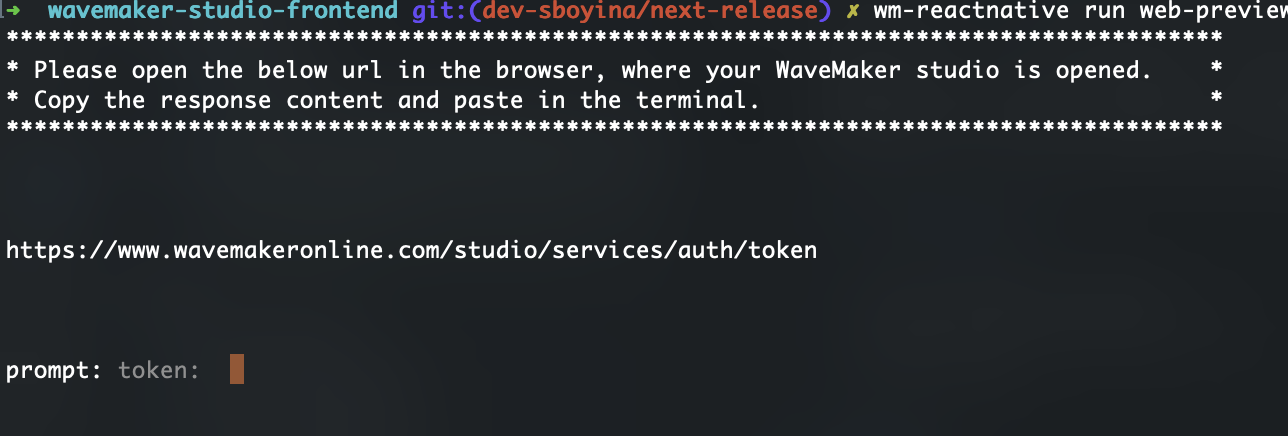 ➜ wavemaker-studio-frontend git:(dev-sboyina/next-release) ✗ wm-reactnative run web-preview
***************************************************************************************
* Please open the below url in the browser, where your WaveMaker studio is opened. *
* Copy the response content and paste in the terminal. *
***************************************************************************************
https://www.wavemakeronline.com/studio/services/auth/token
prompt: token: